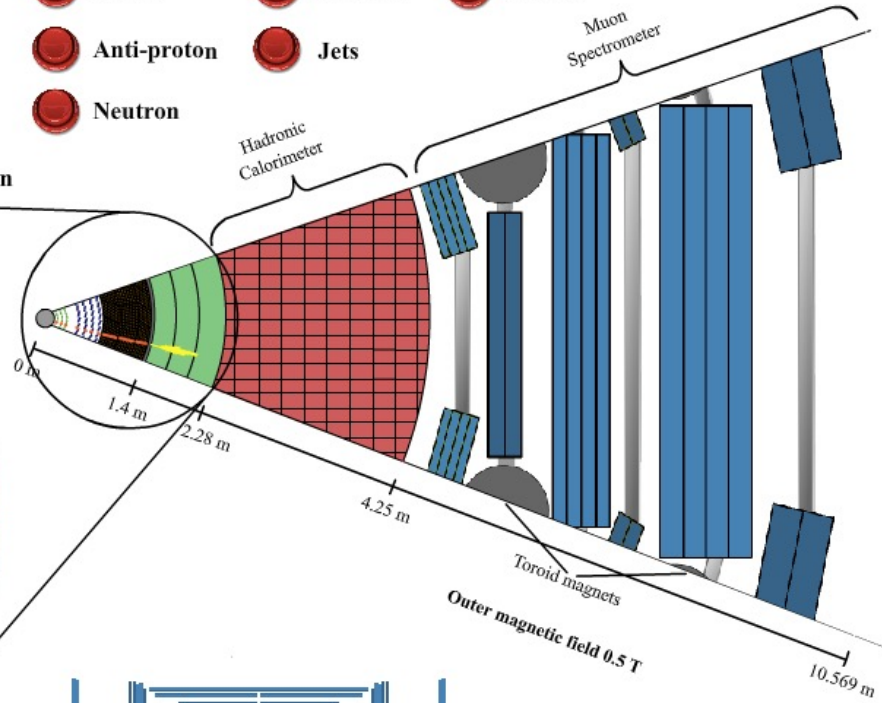 Anti-proton
Jets
Neutron
n
Hadronic
Calorimeter
Muon
Spectrometer
0 m
1.4 m
2.28 m
4.25 m
10.569 m
Toroid magnets
Outer magnetic field 0.5 T